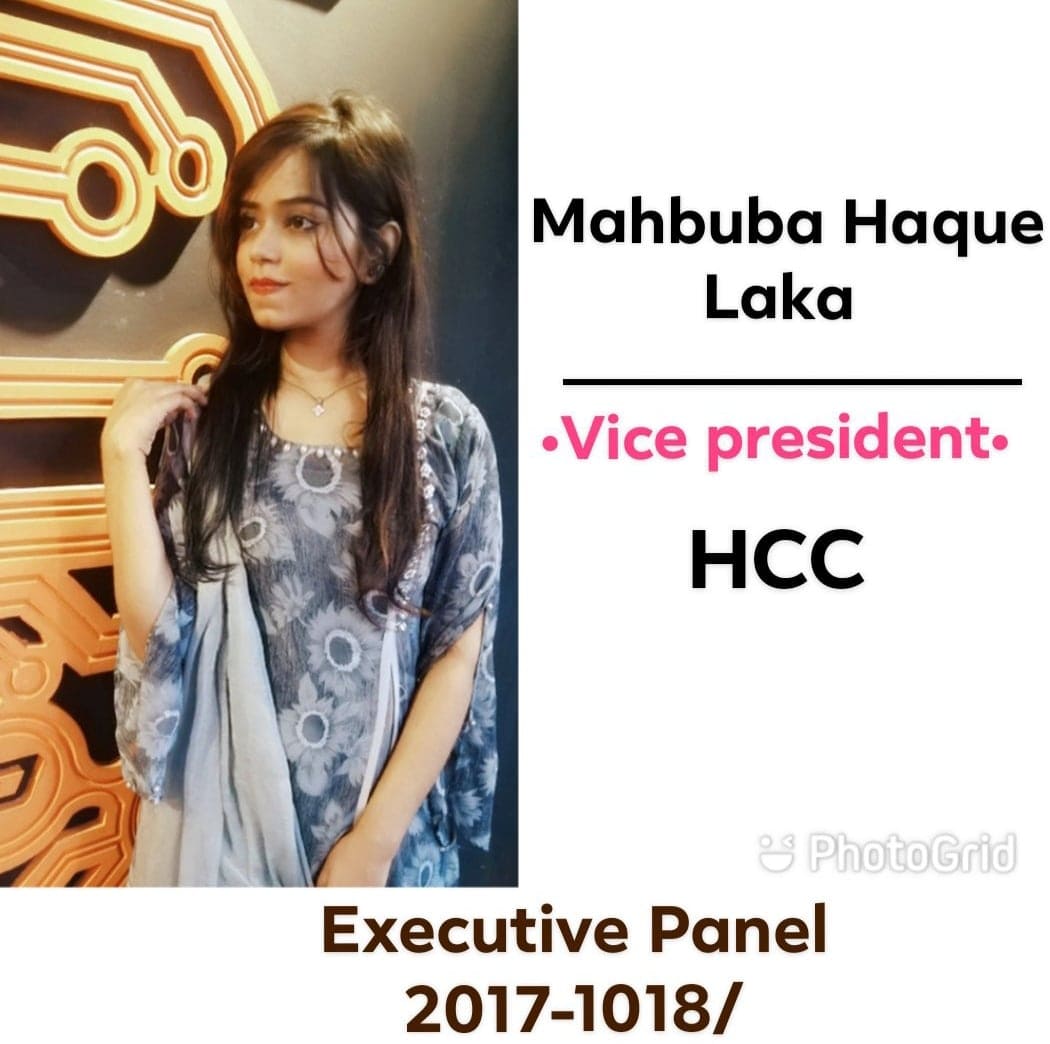 Mahbuba Haque
Laka
•Vice president•
HCC
PhotoGrid
Executive Panel
2017-1018/